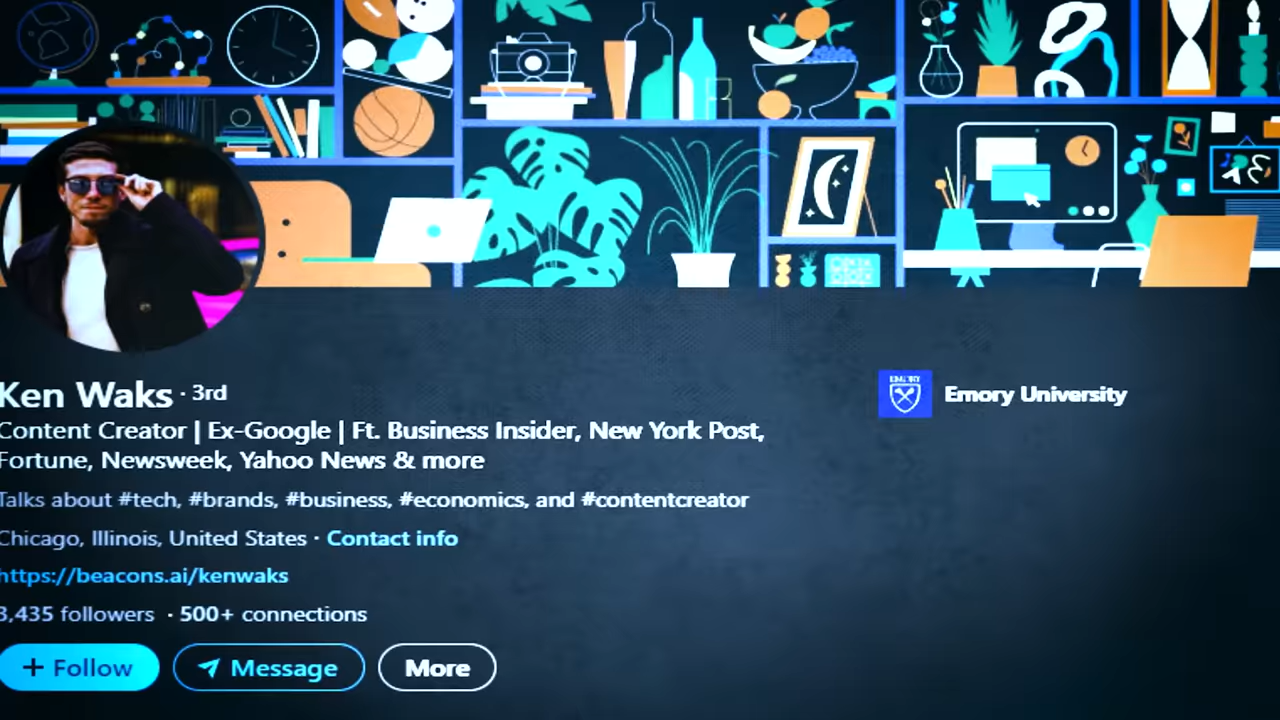 Ken Waks · 3rd
Content Creator | Ex-Google | Ft. Business Insider, New York Post,
Fortune, Newsweek, Yahoo News & more
Talks about #tech, #brands, #business, #economics, and #contentcreator
Chicago, Illinois, United States · Contact info
https://beacons.ai/kenwaks
3,435 followers · 500+ connections
+ Follow
Message
More
EMORY
Emory University